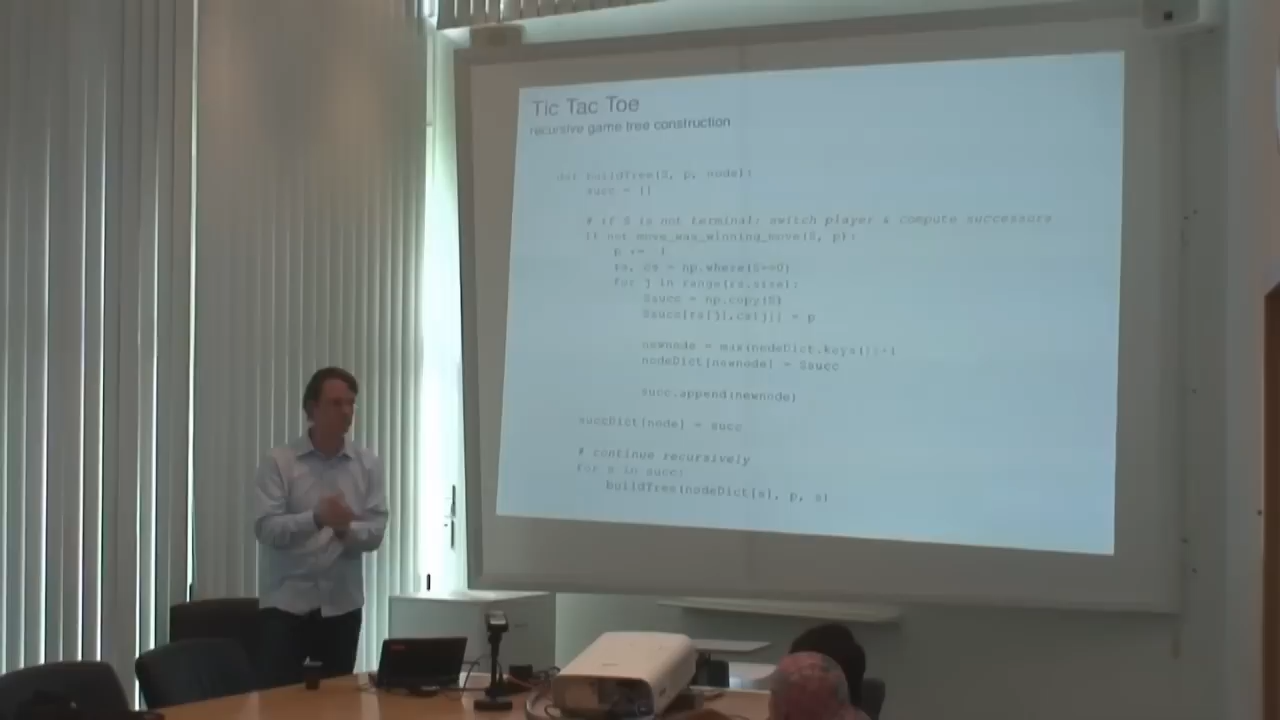 Tic Tac Toe
recursive game tree construction
def buildTree(S, p, node):
succ = []
# if S is not terminal: switch player & compute successors
if not move_was_winning_move(S, p):
p *= -1
rs, cs = np.where(S==0)
for j in range(rs.size):
Ssucc = np.copy(S)
Ssucc[rs[j],cs[j]] = p
newnode = max(nodeDict.keys())+1
nodeDict[newnode] = Ssucc
succ.append(newnode)
succDict[node] = succ
# continue recursively
for s in succ:
buildTree(nodeDict[s], p, s)